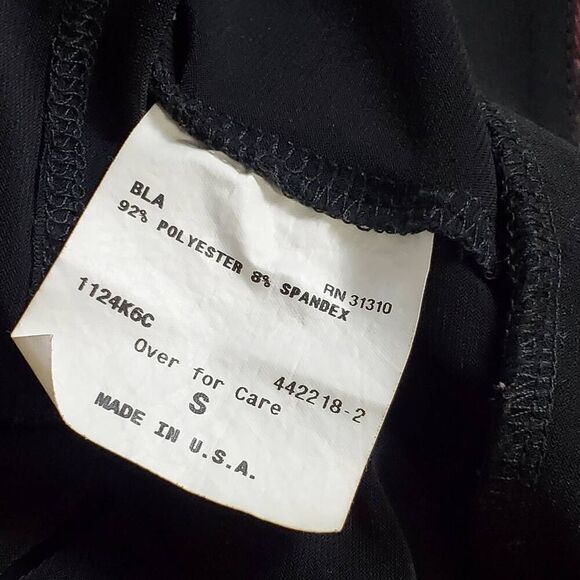 BLA
92% POLYESTER 8% SPANDEX
RN 31310
1124K6C
442218-2
Over for Care
S
MADE IN U.S.A.